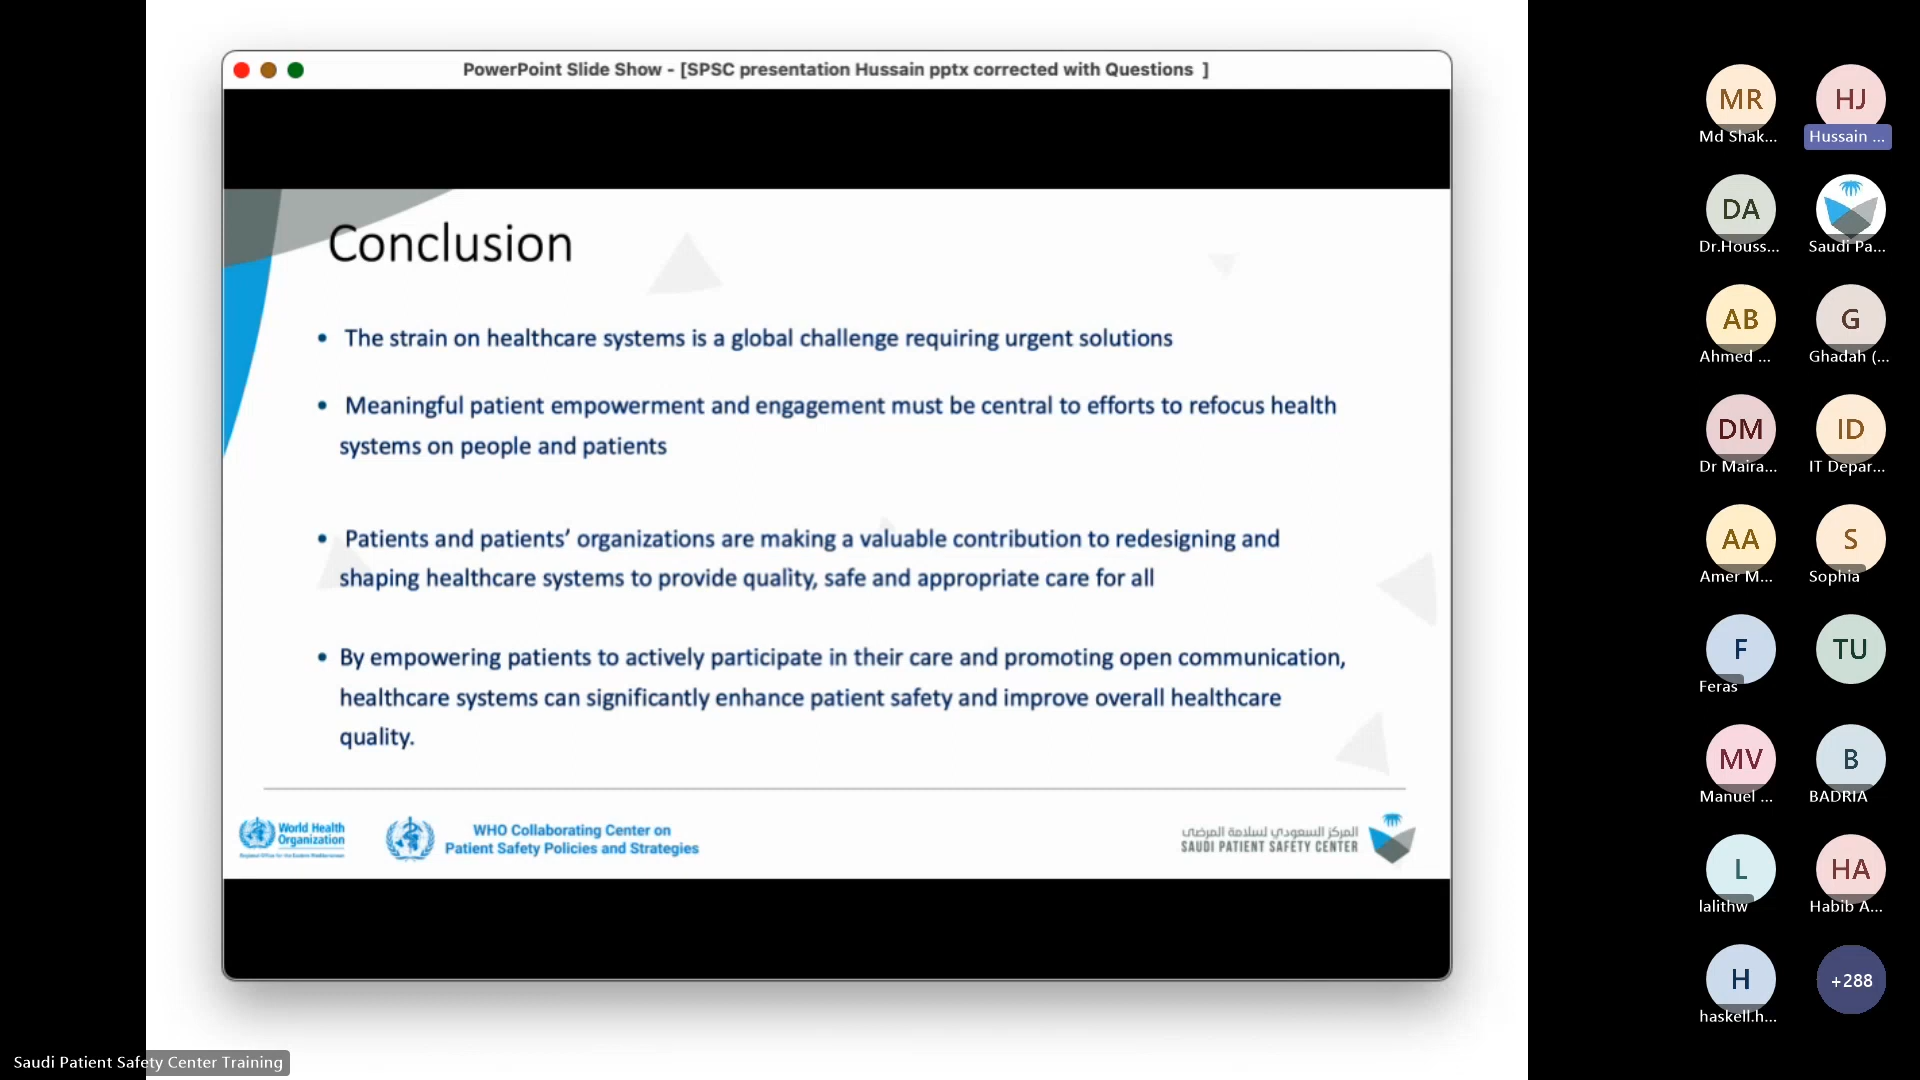 PowerPoint Slide Show - [SPSC presentation Hussain pptx corrected with Questions ]
Conclusion
• The strain on healthcare systems is a global challenge requiring urgent solutions
• Meaningful patient empowerment and engagement must be central to efforts to refocus health
systems on people and patients
• Patients and patients’ organizations are making a valuable contribution to redesigning and
shaping healthcare systems to provide quality, safe and appropriate care for all
• By empowering patients to actively participate in their care and promoting open communication,
healthcare systems can significantly enhance patient safety and improve overall healthcare
quality.
World Health
Organization
Regional Office for the Eastern Mediterranean
WHO Collaborating Center on
Patient Safety Policies and Strategies
المركز السعودي لسلامة المرضى
SAUDI PATIENT SAFETY CENTER
MR
Md Shak...
HJ
Hussain ...
DA
Dr.Houss...
Saudi Pa...
AB
Ahmed ...
G
Ghadah (...
DM
Dr Maira...
ID
IT Depar...
AA
Amer M...
S
Sophia
F
Feras
TU
MV
Manuel ...
B
BADRIA
L
lalithw
HA
Habib A...
H
haskell.h...
+288
Saudi Patient Safety Center Training